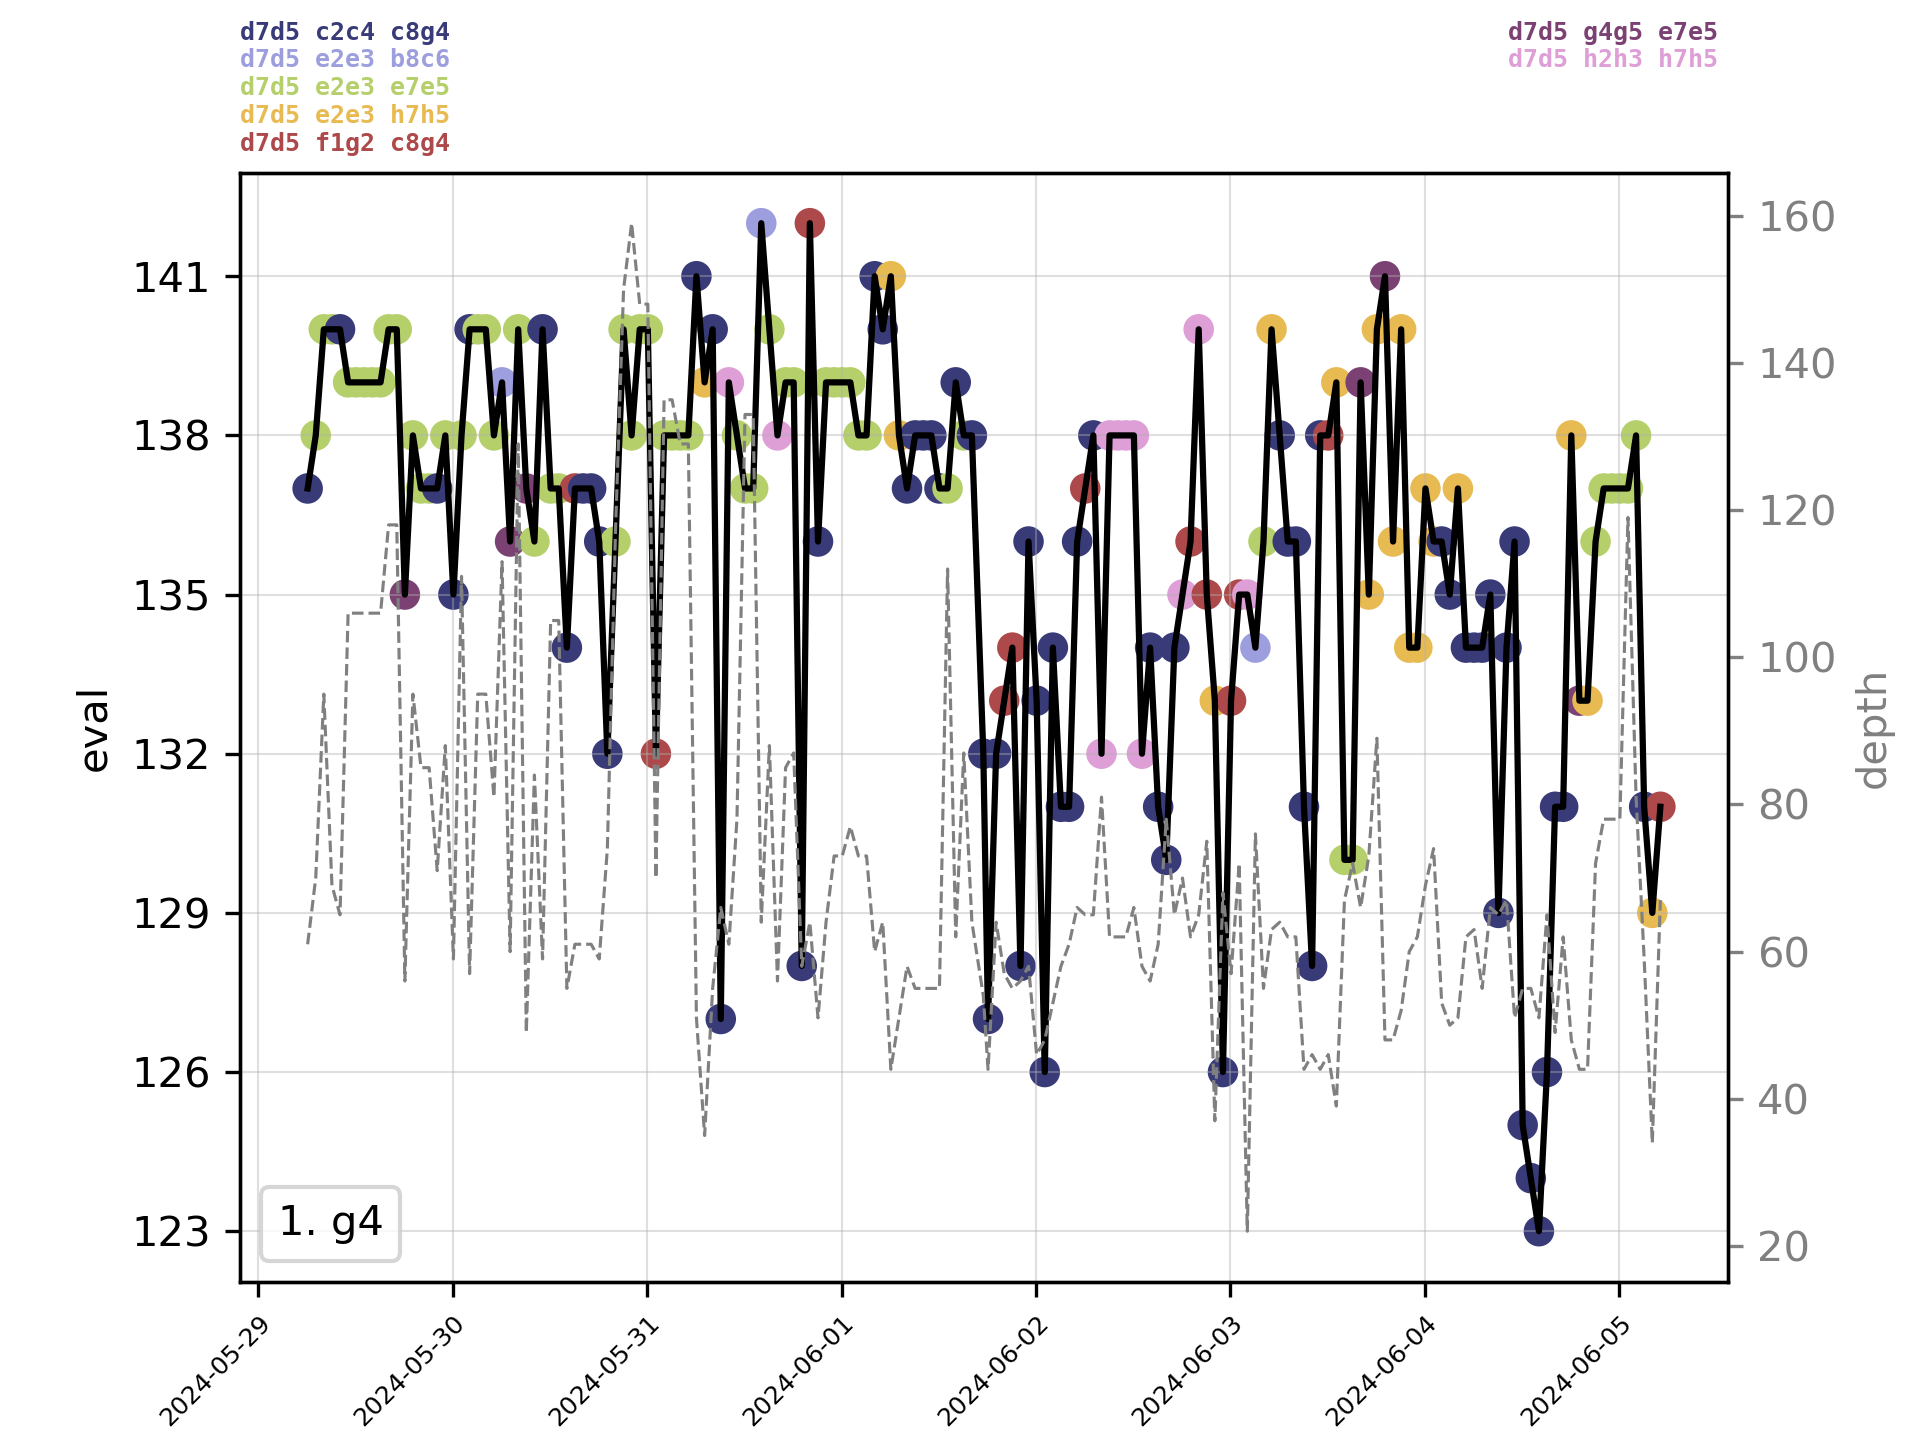 d7d5 c2c4 c8g4
d7d5 e2e3 b8c6
d7d5 e2e3 e7e5
d7d5 e2e3 h7h5
d7d5 f1g2 c8g4
d7d5 g4g5 e7e5
d7d5 h2h3 h7h5
141
138
135
132
129
126
123
eval
160
140
120
100
80
60
40
20
depth
1. g4
2024-05-29
2024-05-30
2024-05-31
2024-06-01
2024-06-02
2024-06-03
2024-06-04
2024-06-05